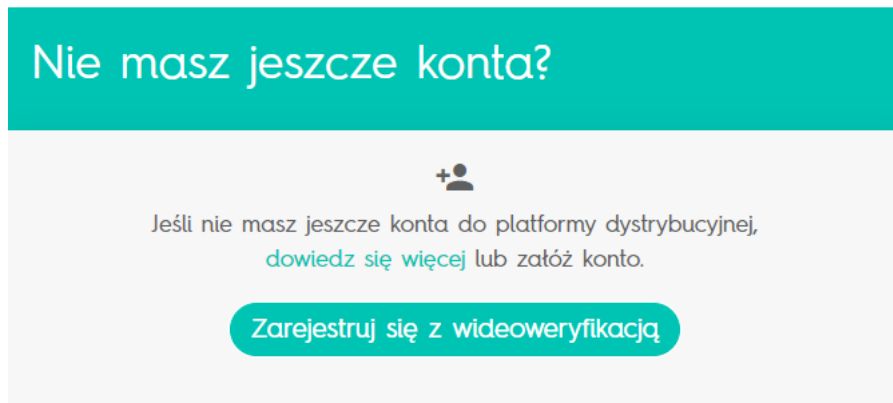 Nie masz jeszcze konta?
Jeśli nie masz jeszcze konta do platformy dystrybucyjnej,
dowiedz się więcej lub załóż konto.
Zarejestruj się z wideoweryfikacją